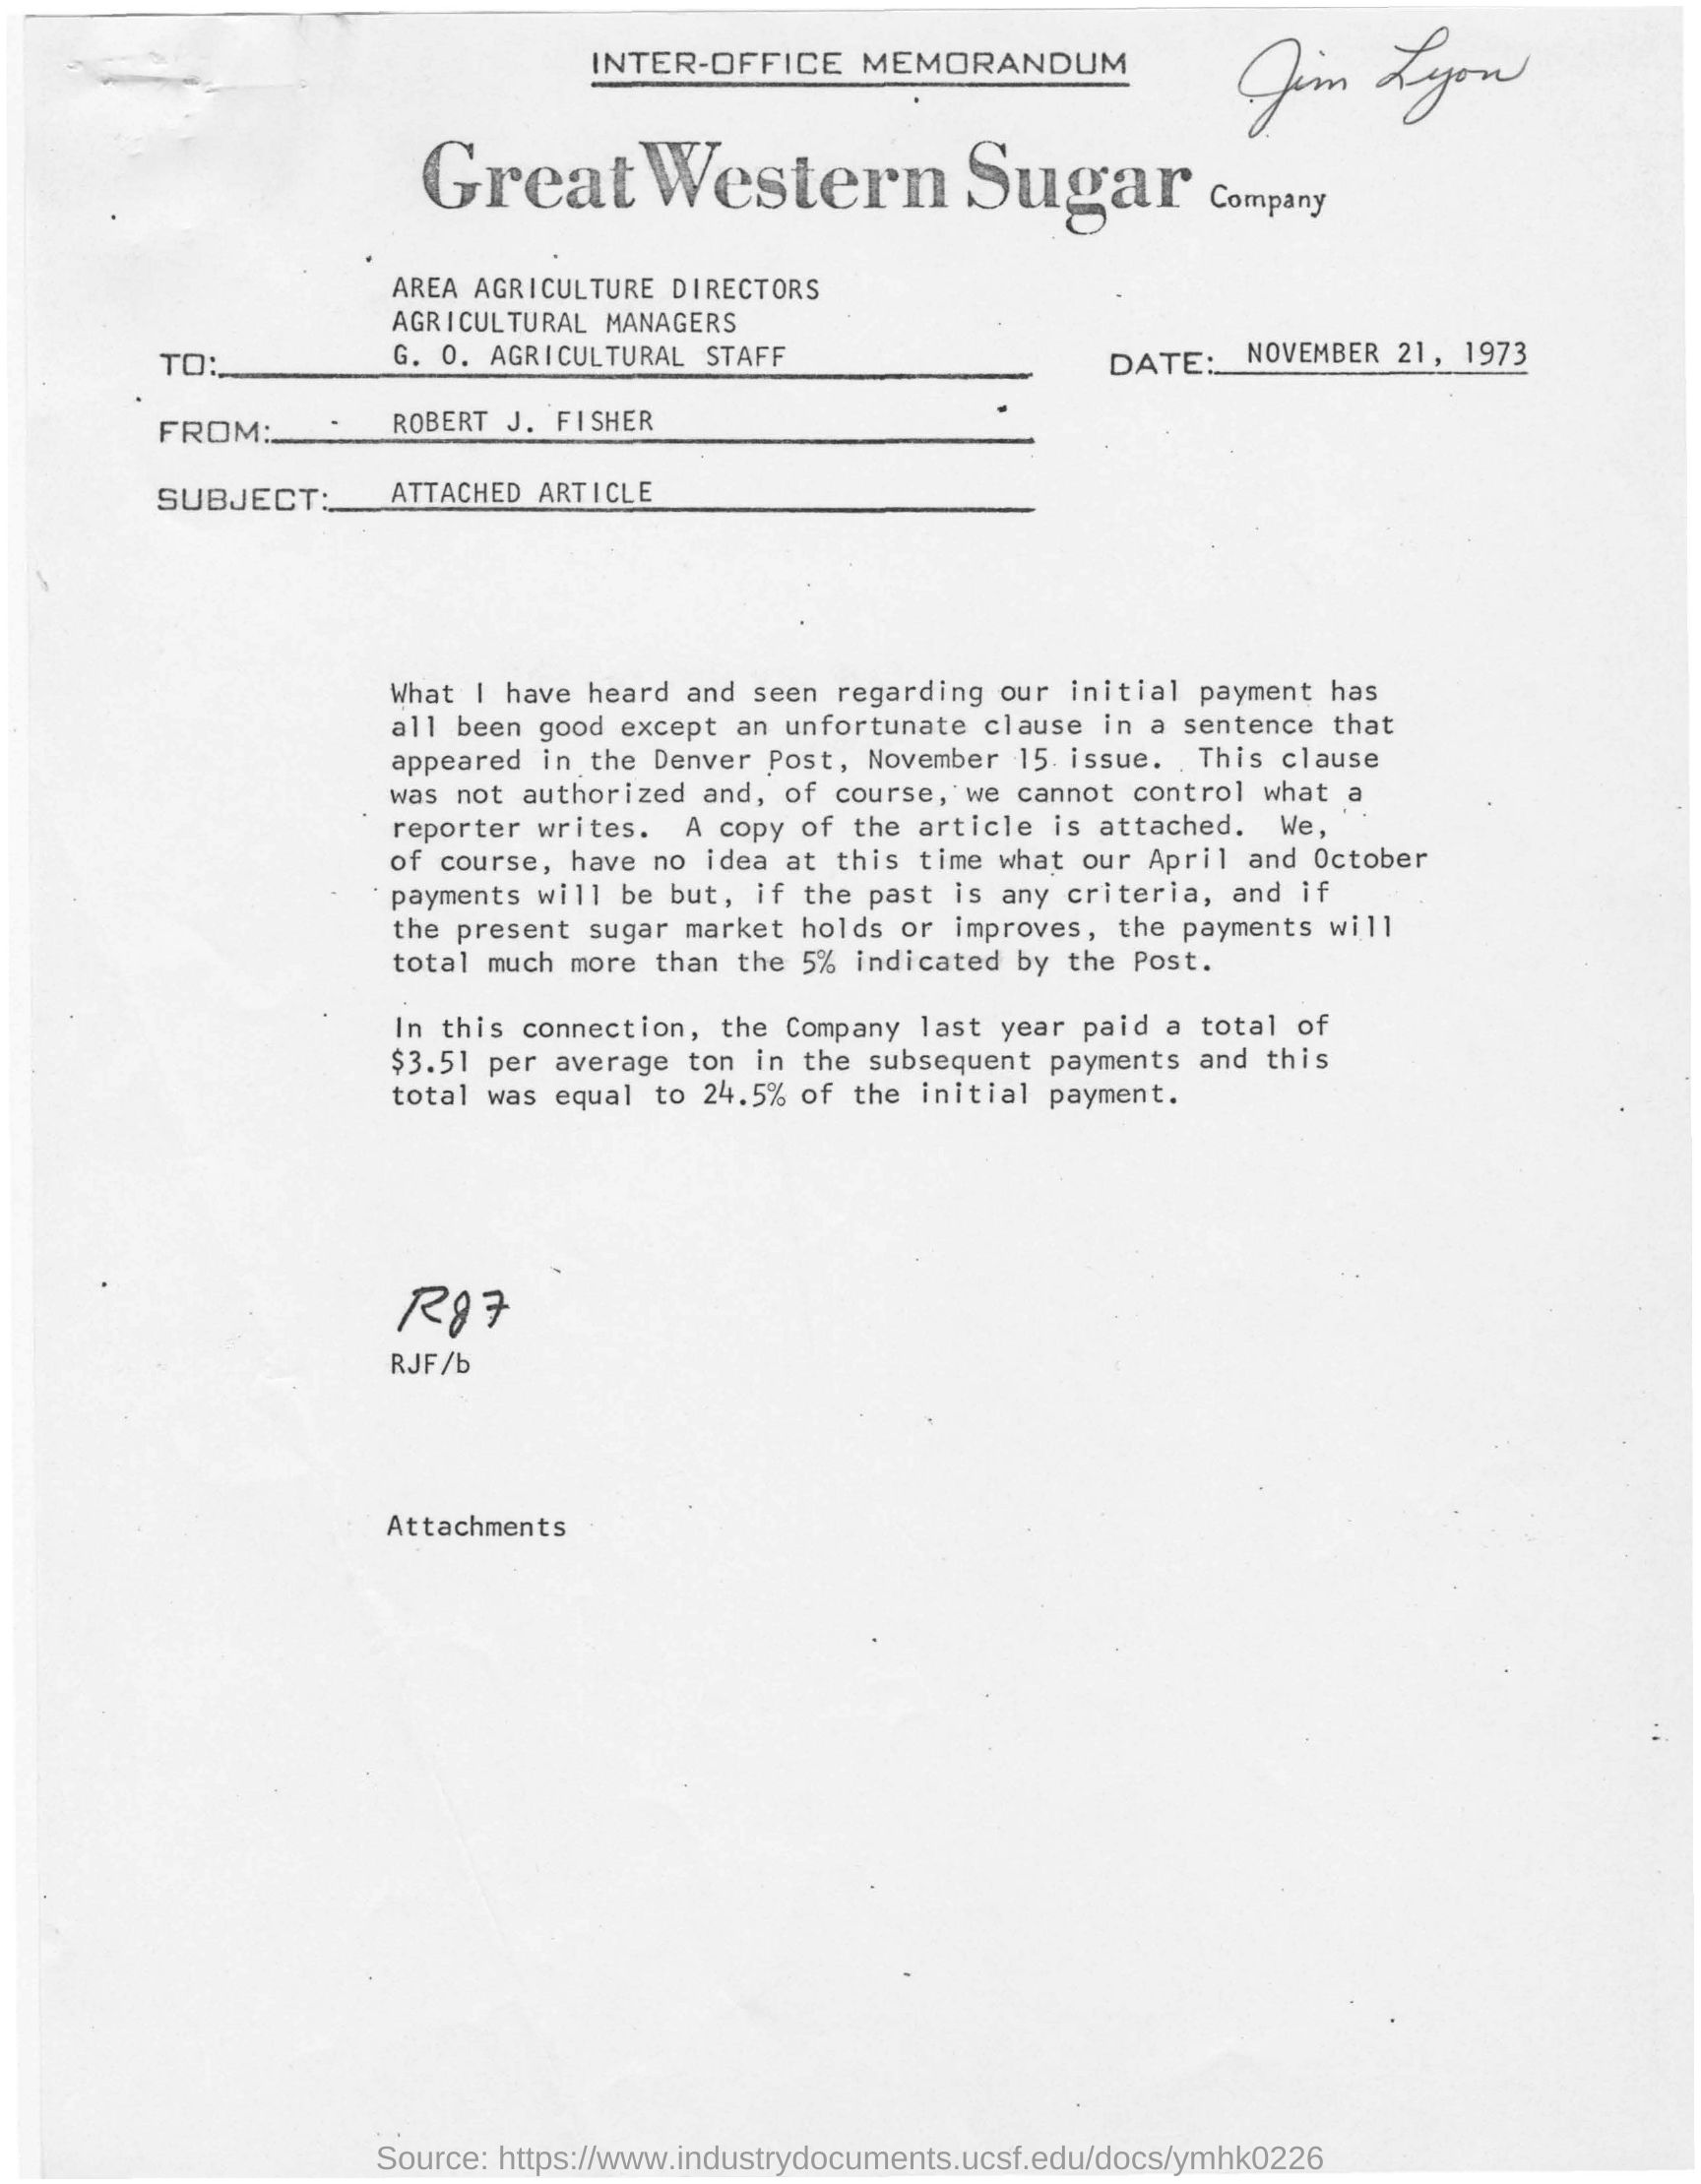 INTER-OFFICE MEMORANDUM
Jim Lyon
Great Western Sugar Company
AREA AGRICULTURE DIRECTORS
AGRICULTURAL MANAGERS
TO: G. O. AGRICULTURAL STAFF DATE: NOVEMBER 21, 1973
FROM: ROBERT J. FISHER
SUBJECT: ATTACHED ARTICLE
What I have heard and seen regarding our initial payment has
all been good except an unfortunate clause in a sentence that
appeared in the Denver Post, November 15 issue. This clause
was not authorized and, of course, we cannot control what a
reporter writes. A copy of the article is attached. We,
of course, have no idea at this time what our April and October
payments will be but, if the past is any criteria, and if
the present sugar market holds or improves, the payments will
total much more than the 5% indicated by the Post.
In this connection, the Company last year paid a total of
$3.51 per average ton in the subsequent payments and this
total was equal to 24.5% of the initial payment.
RJF
RJF/b
Attachments
Source: https://www.industrydocuments.ucsf.edu/docs/ymhk0226